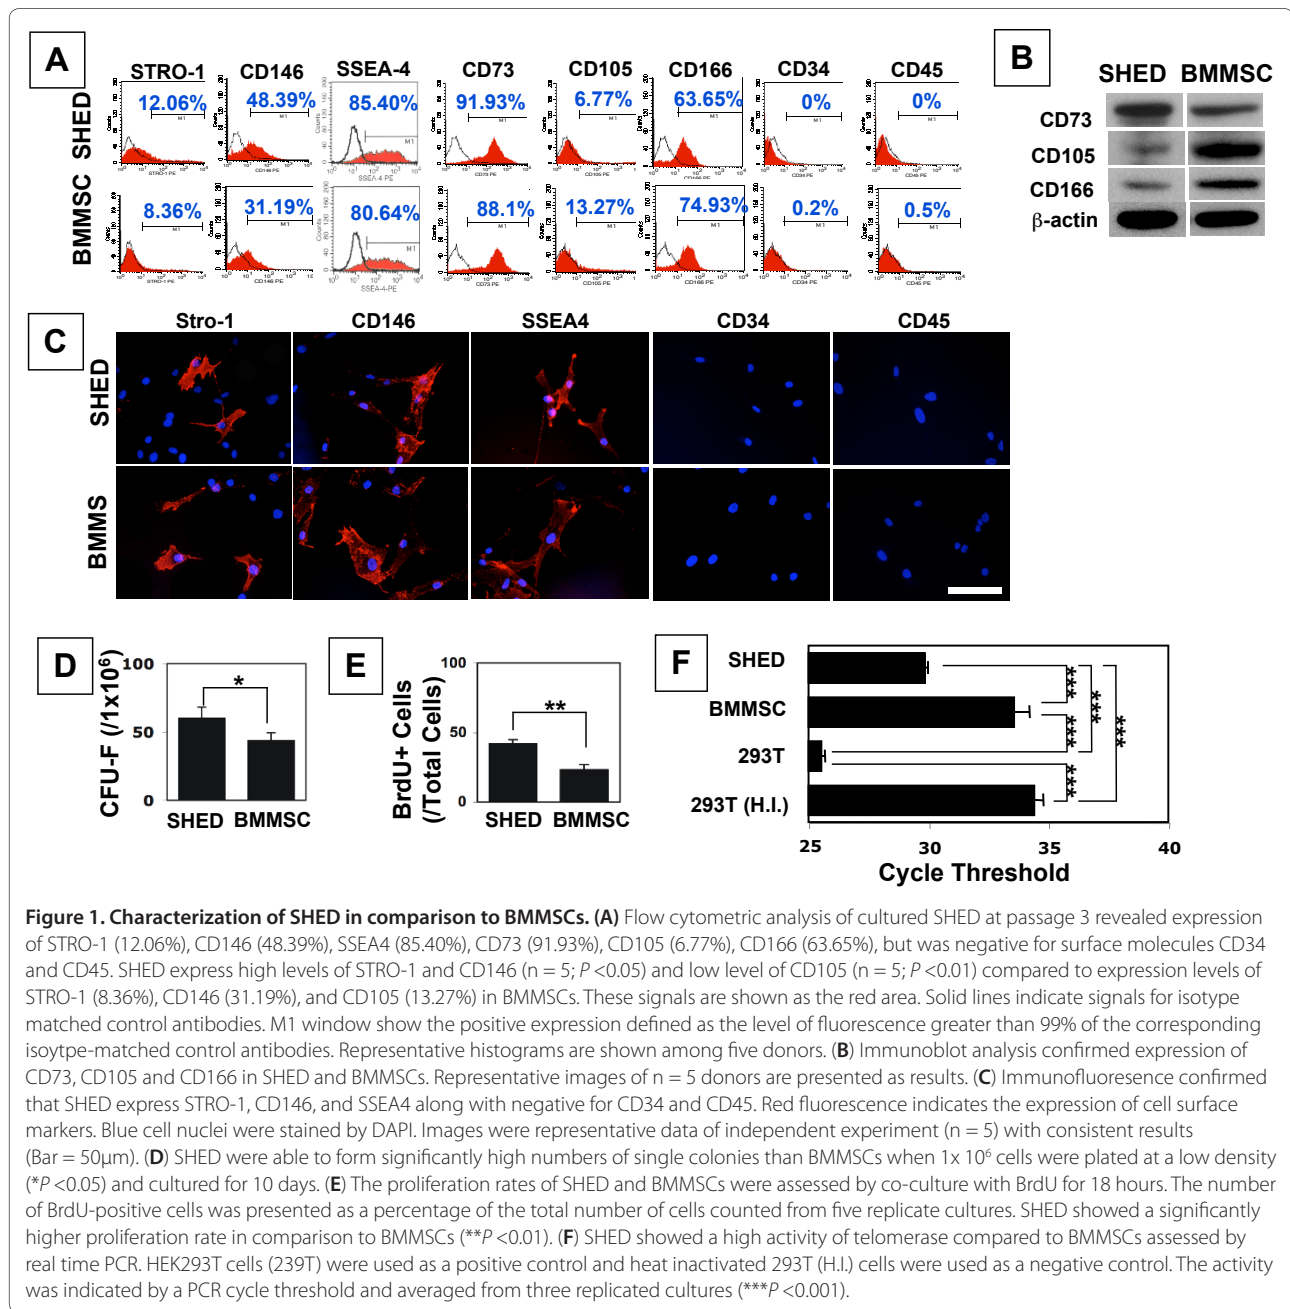 A
STRO-1 CD146 SSEA-4 CD73 CD105 CD166 CD34 CD45
SHED
12.06% 48.39% 85.40% 91.93% 6.77% 63.65% 0% 0%
BMMSC
8.36% 31.19% 80.64% 88.1% 13.27% 74.93% 0.2% 0.5%
B
SHED BMMSC
CD73
CD105
CD166
β-actin
C
Stro-1 CD146 SSEA4 CD34 CD45
SHED
BMMS
D
CFU-F (/1x10⁶)
100
50
0
*
SHED BMMSC
E
BrdU+ Cells
(/Total Cells)
100
50
0
**
SHED BMMSC
F
SHED
BMMSC
293T
293T (H.I.)
*** *** *** *** ***
25 30 35 40
Cycle Threshold
Figure 1. Characterization of SHED in comparison to BMMSCs. (A) Flow cytometric analysis of cultured SHED at passage 3 revealed expression
of STRO-1 (12.06%), CD146 (48.39%), SSEA4 (85.40%), CD73 (91.93%), CD105 (6.77%), CD166 (63.65%), but was negative for surface molecules CD34
and CD45. SHED express high levels of STRO-1 and CD146 (n = 5; P <0.05) and low level of CD105 (n = 5; P <0.01) compared to expression levels of
STRO-1 (8.36%), CD146 (31.19%), and CD105 (13.27%) in BMMSCs. These signals are shown as the red area. Solid lines indicate signals for isotype
matched control antibodies. M1 window show the positive expression defined as the level of fluorescence greater than 99% of the corresponding
isoytpe-matched control antibodies. Representative histograms are shown among five donors. (B) Immunoblot analysis confirmed expression of
CD73, CD105 and CD166 in SHED and BMMSCs. Representative images of n = 5 donors are presented as results. (C) Immunofluoresence confirmed
that SHED express STRO-1, CD146, and SSEA4 along with negative for CD34 and CD45. Red fluorescence indicates the expression of cell surface
markers. Blue cell nuclei were stained by DAPI. Images were representative data of independent experiment (n = 5) with consistent results
(Bar = 50μm). (D) SHED were able to form significantly high numbers of single colonies than BMMSCs when 1x 10⁶ cells were plated at a low density
(*P <0.05) and cultured for 10 days. (E) The proliferation rates of SHED and BMMSCs were assessed by co-culture with BrdU for 18 hours. The number
of BrdU-positive cells was presented as a percentage of the total number of cells counted from five replicate cultures. SHED showed a significantly
higher proliferation rate in comparison to BMMSCs (**P <0.01). (F) SHED showed a high activity of telomerase compared to BMMSCs assessed by
real time PCR. HEK293T cells (239T) were used as a positive control and heat inactivated 293T (H.I.) cells were used as a negative control. The activity
was indicated by a PCR cycle threshold and averaged from three replicated cultures (***P <0.001).